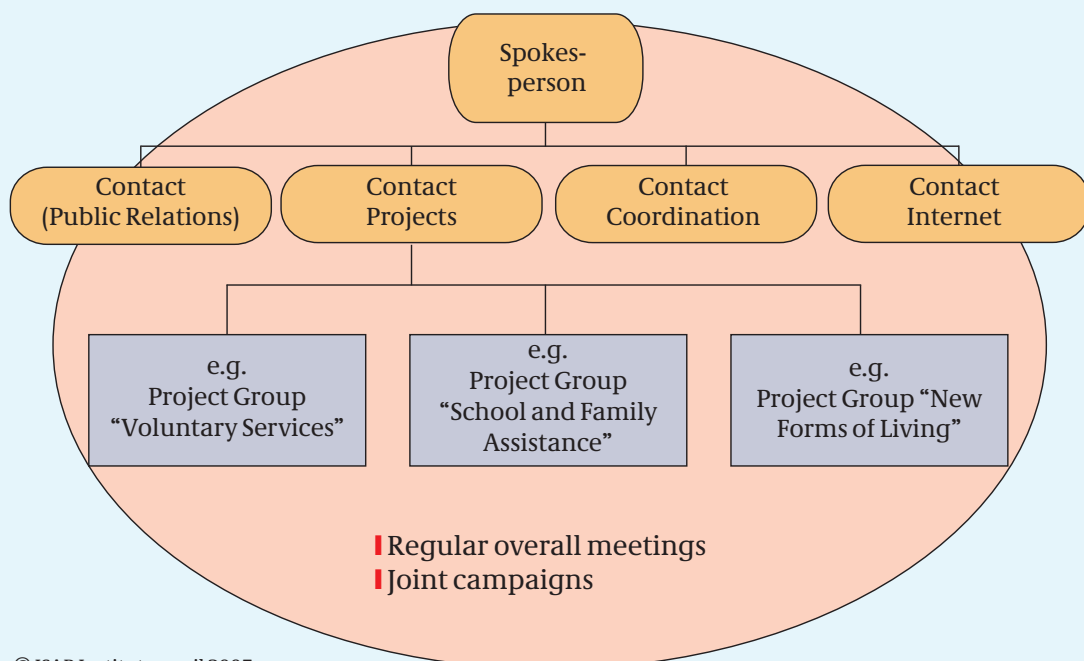 Spokes-
person
Contact
(Public Relations)
Contact
Projects
Contact
Coordination
Contact
Internet
e.g.
Project Group
“Voluntary Services”
e.g.
Project Group
“School and Family
Assistance”
e.g.
Project Group “New
Forms of Living”
Regular overall meetings
Joint campaigns
©